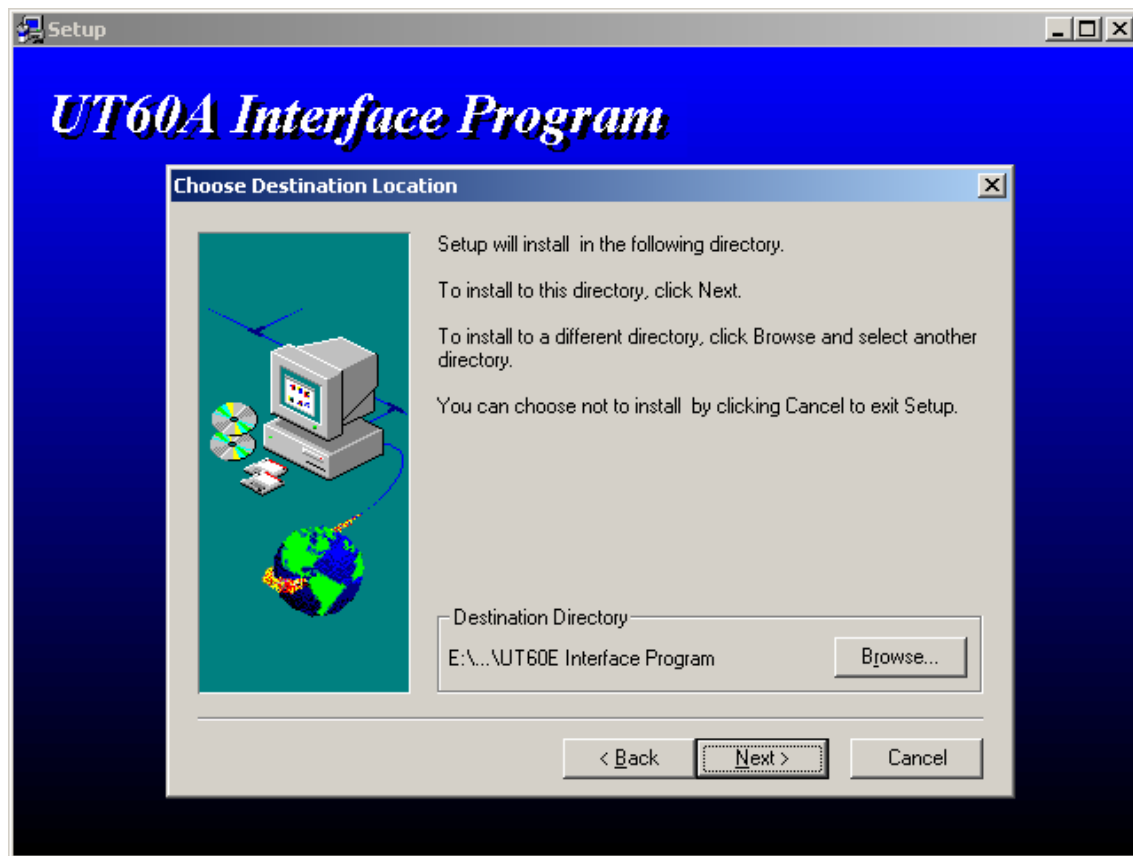 Setup
UT60A Interface Program
Choose Destination Location
Setup will install  in the following directory.
To install to this directory, click Next.
To install to a different directory, click Browse and select another
directory.
You can choose not to install  by clicking Cancel to exit Setup.
Destination Directory
E:\...\UT60E Interface Program
Browse...
< Back
Next >
Cancel